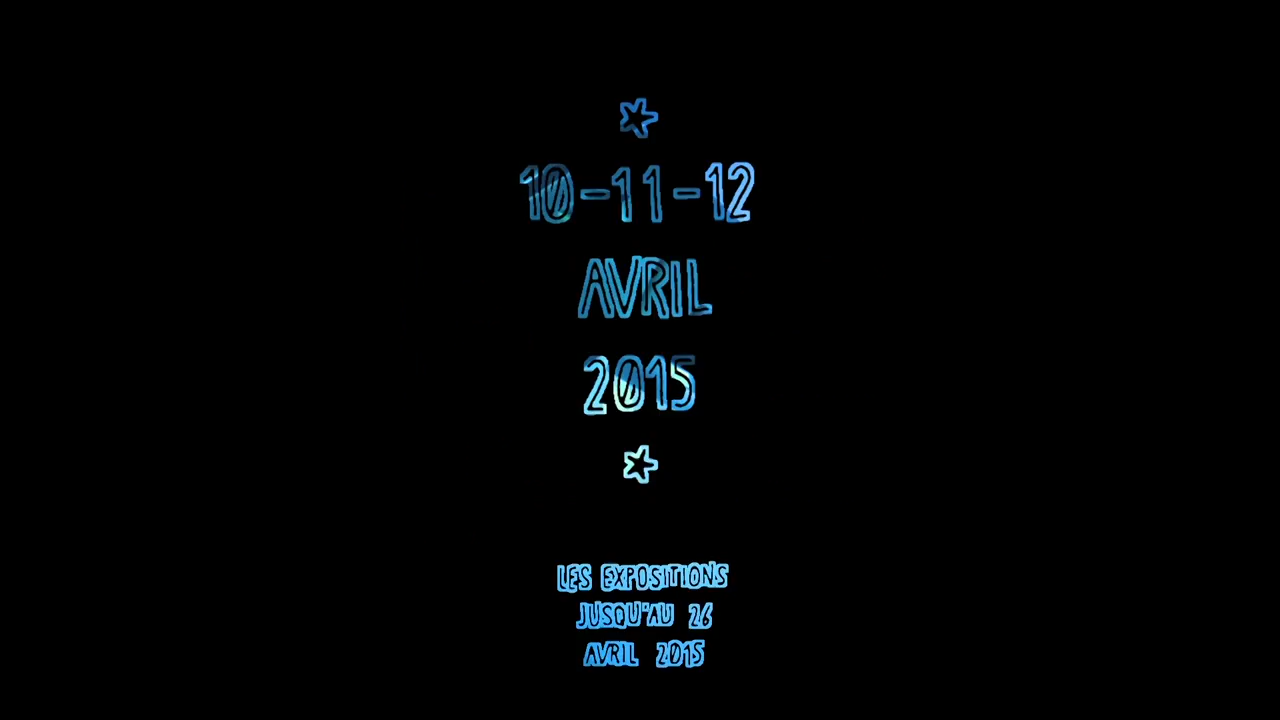 10-11-12
AVRIL
2015
LES EXPOSITIONS
JUSQU'AU 26
AVRIL 2015